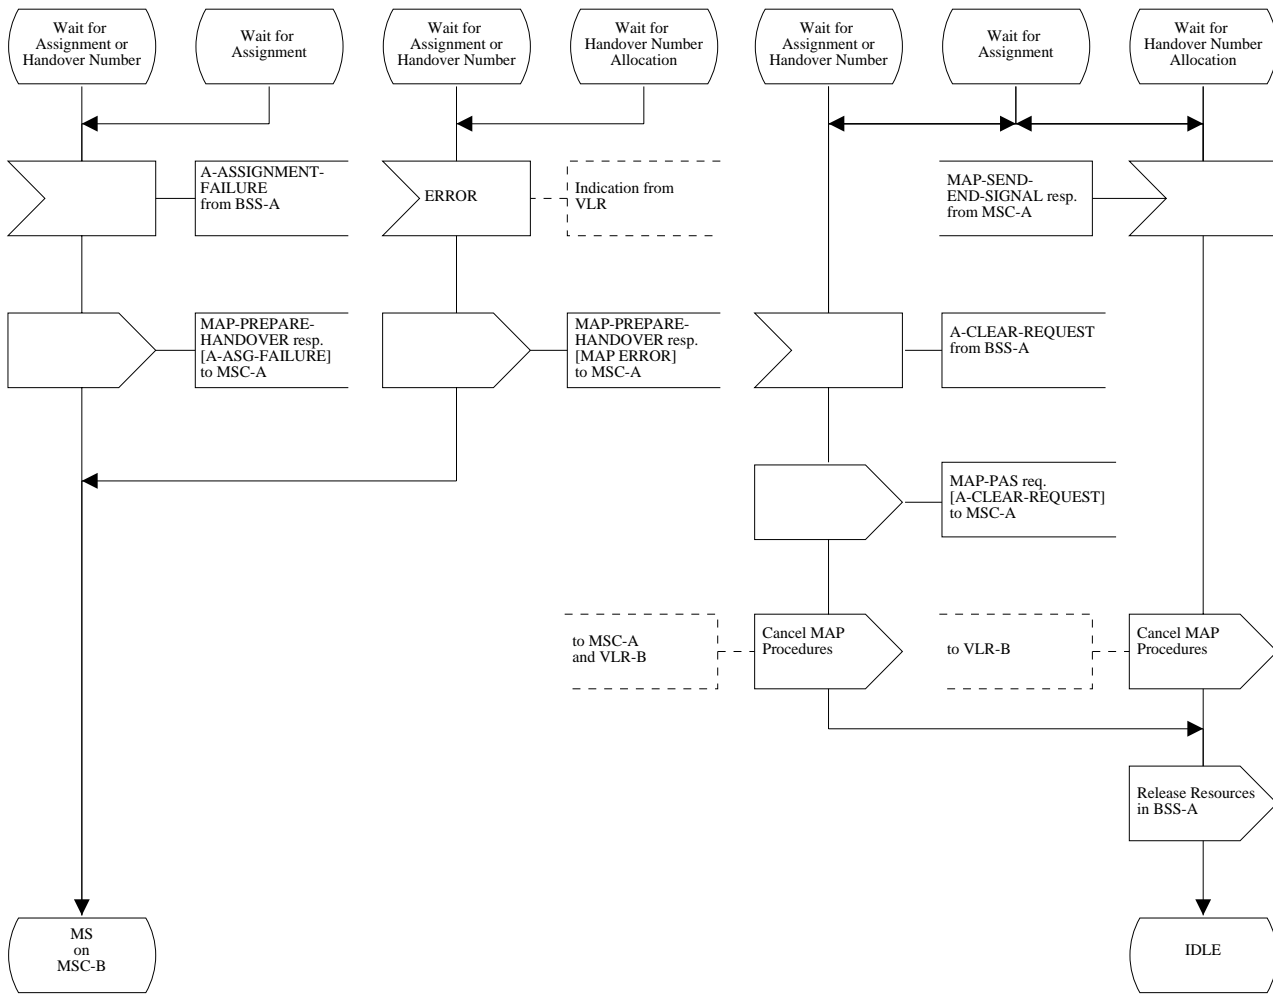 Wait for
Assignment or
Handover Number
Wait for
Assignment
Wait for
Assignment or
Handover Number
Wait for
Handover Number
Allocation
Wait for
Assignment or
Handover Number
Wait for
Assignment
Wait for
Handover Number
Allocation
A-ASSIGNMENT-
FAILURE
from BSS-A
ERROR
Indication from
VLR
MAP-SEND-
END-SIGNAL resp.
from MSC-A
MAP-PREPARE-
HANDOVER resp.
[A-ASG-FAILURE]
to MSC-A
MAP-PREPARE-
HANDOVER resp.
[MAP ERROR]
to MSC-A
A-CLEAR-REQUEST
from BSS-A
MAP-PAS req.
[A-CLEAR-REQUEST]
to MSC-A
to MSC-A
and VLR-B
Cancel MAP
Procedures
to VLR-B
Cancel MAP
Procedures
Release Resources
in BSS-A
MS
on
MSC-B
IDLE